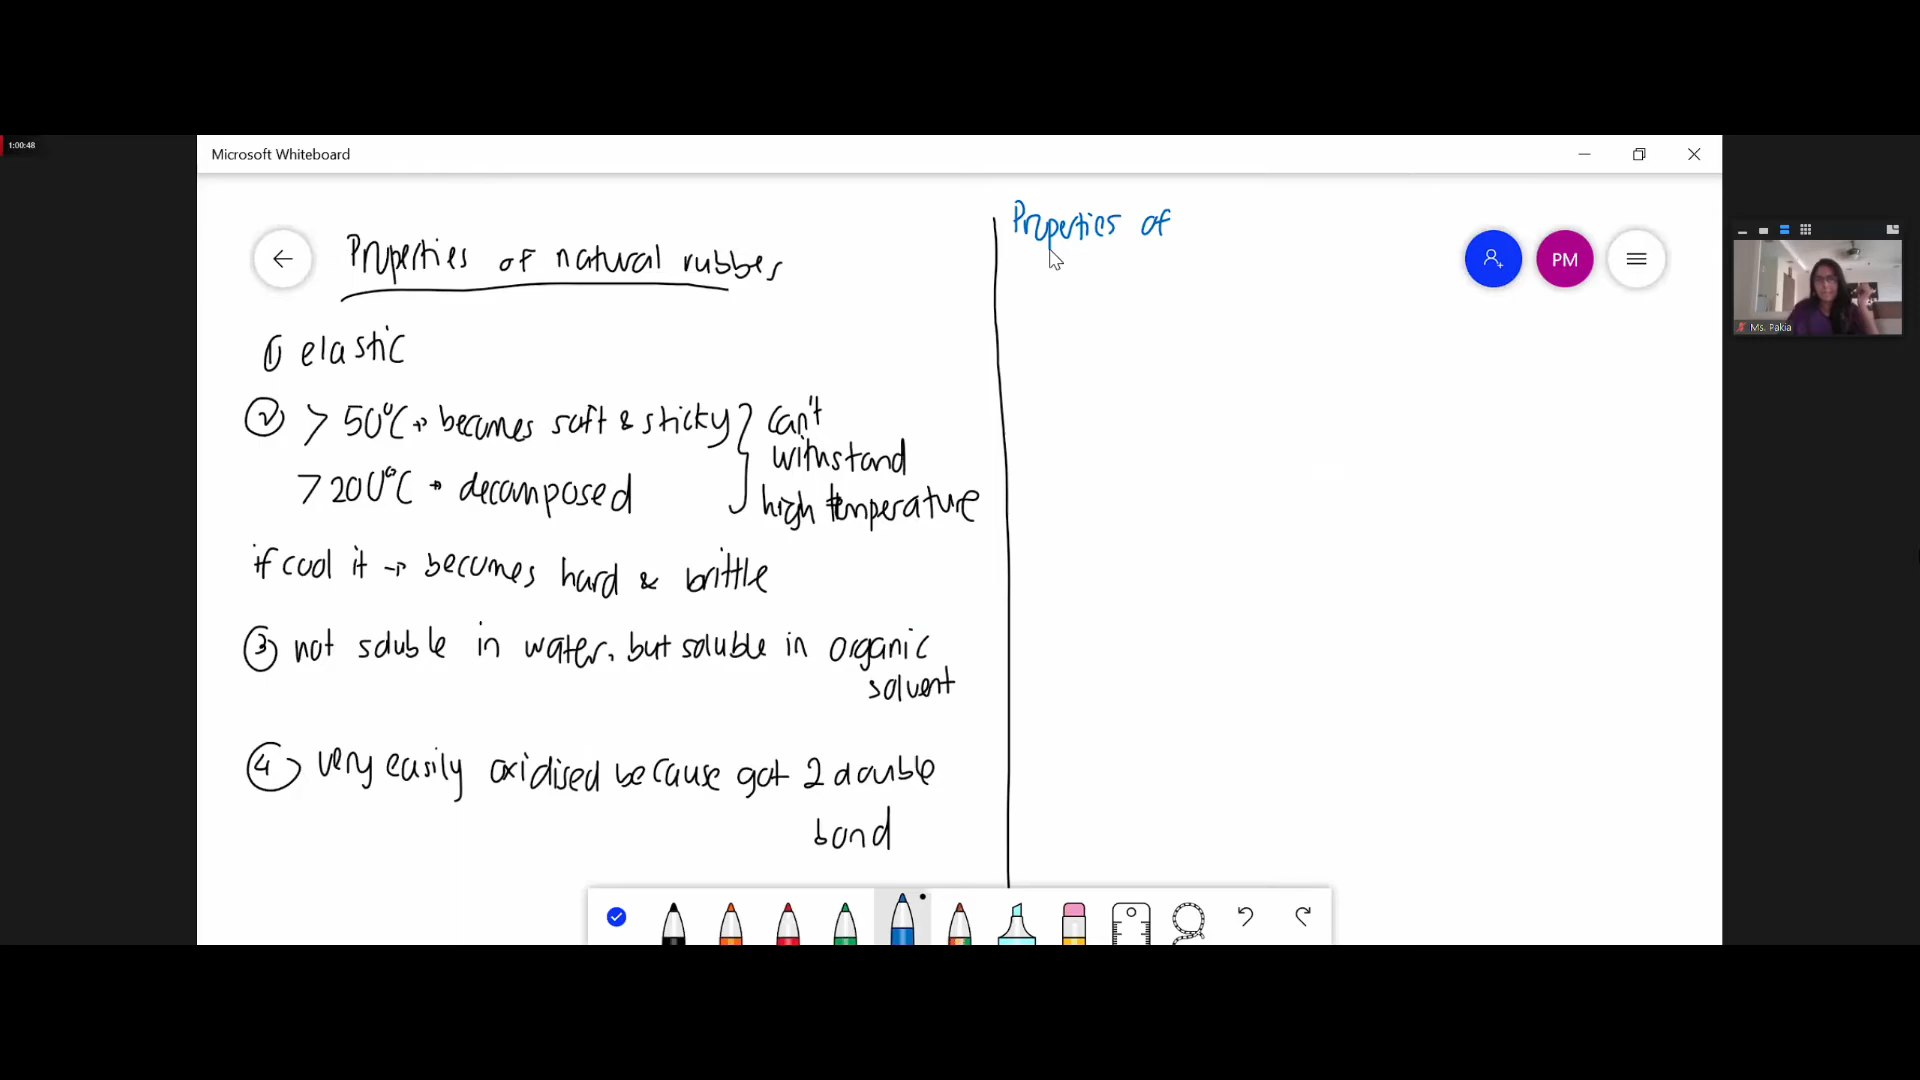 1:00:48
Microsoft Whiteboard
Properties of natural rubber
① elastic
② > 50°C → becomes soft & sticky } can't
withstand
> 200°C → decomposed
high temperature
if cool it → becomes hard & brittle
③ not soluble in water, but soluble in organic
solvent
④ very easily oxidised because got 2 double
bond
Properties of
PM
Ms. Pakia